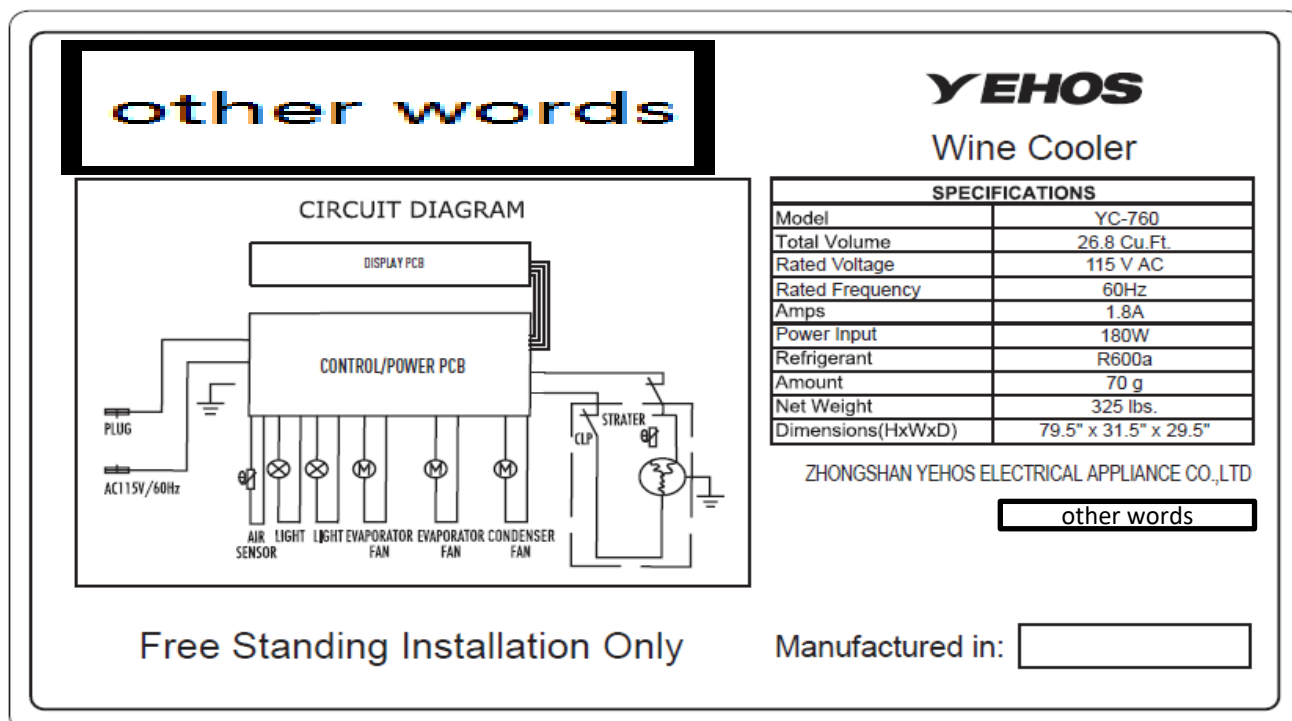 other words
YEHOS
Wine Cooler
CIRCUIT DIAGRAM
DISPLAY PCB
CONTROL/POWER PCB
PLUG
AC115V/60Hz
STRATER
CLP
θ
θ
M
M
M
AIR SENSOR
LIGHT
LIGHT
EVAPORATOR FAN
EVAPORATOR FAN
CONDENSER FAN
SPECIFICATIONS
Model YC-760
Total Volume 26.8 Cu.Ft.
Rated Voltage 115 V AC
Rated Frequency 60Hz
Amps 1.8A
Power Input 180W
Refrigerant R600a
Amount 70 g
Net Weight 325 lbs.
Dimensions(HxWxD) 79.5" x 31.5" x 29.5"
ZHONGSHAN YEHOS ELECTRICAL APPLIANCE CO.,LTD
other words
Free Standing Installation Only
Manufactured in: